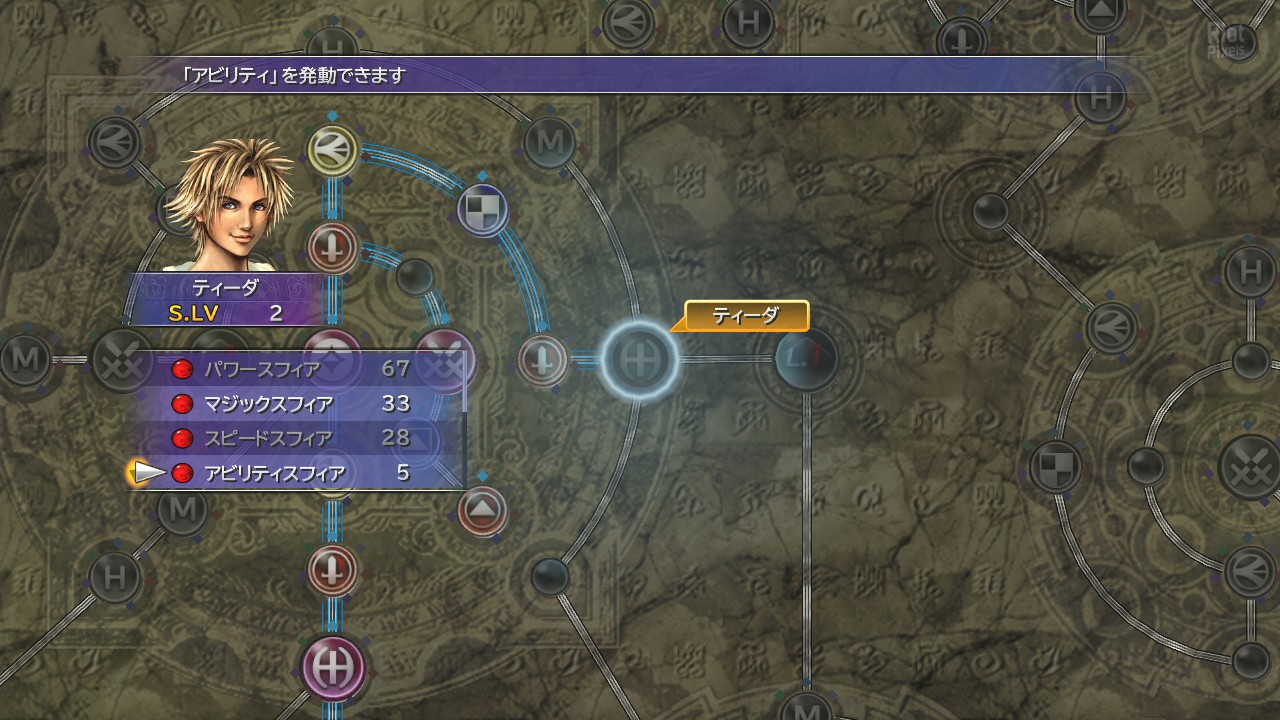 H
H
Riot
Pixels
「アビリティ」を発動できます
H
M
ティーダ
S.LV 2
ティーダ
H
M
L.1
パワースフィア 67
マジックスフィア 33
スピードスフィア 28
アビリティスフィア 5
M
H
M